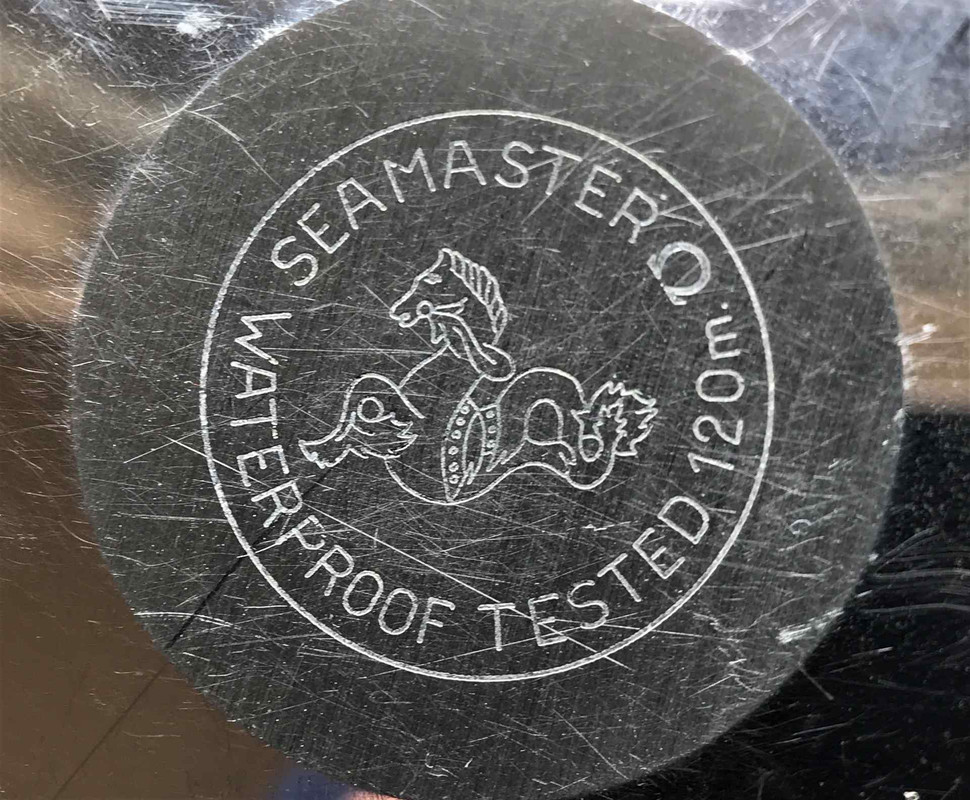 SEAMASTER Ω
WATERPROOF TESTED 120m.